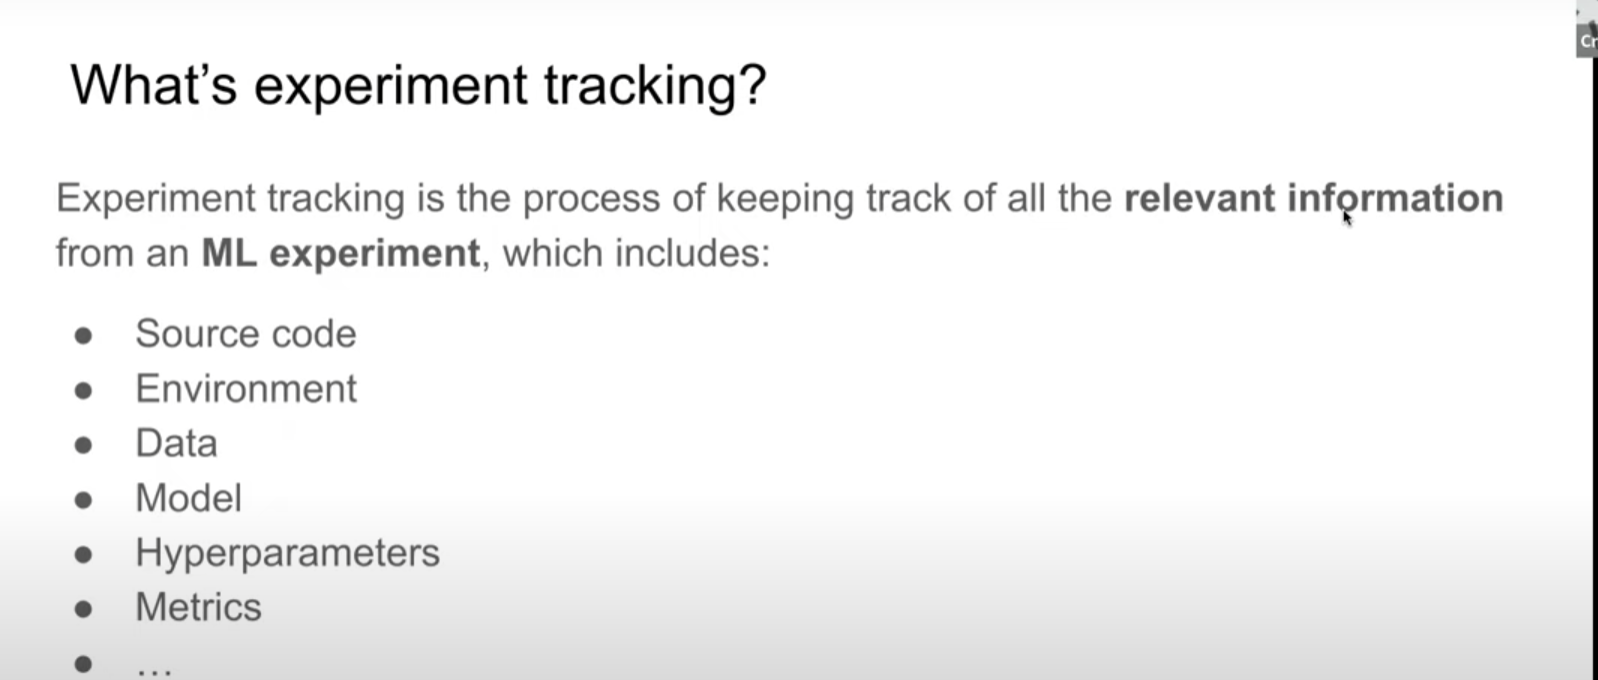 What’s experiment tracking?
Experiment tracking is the process of keeping track of all the relevant information
from an ML experiment, which includes:
● Source code
● Environment
● Data
● Model
● Hyperparameters
● Metrics
● ...
Cr